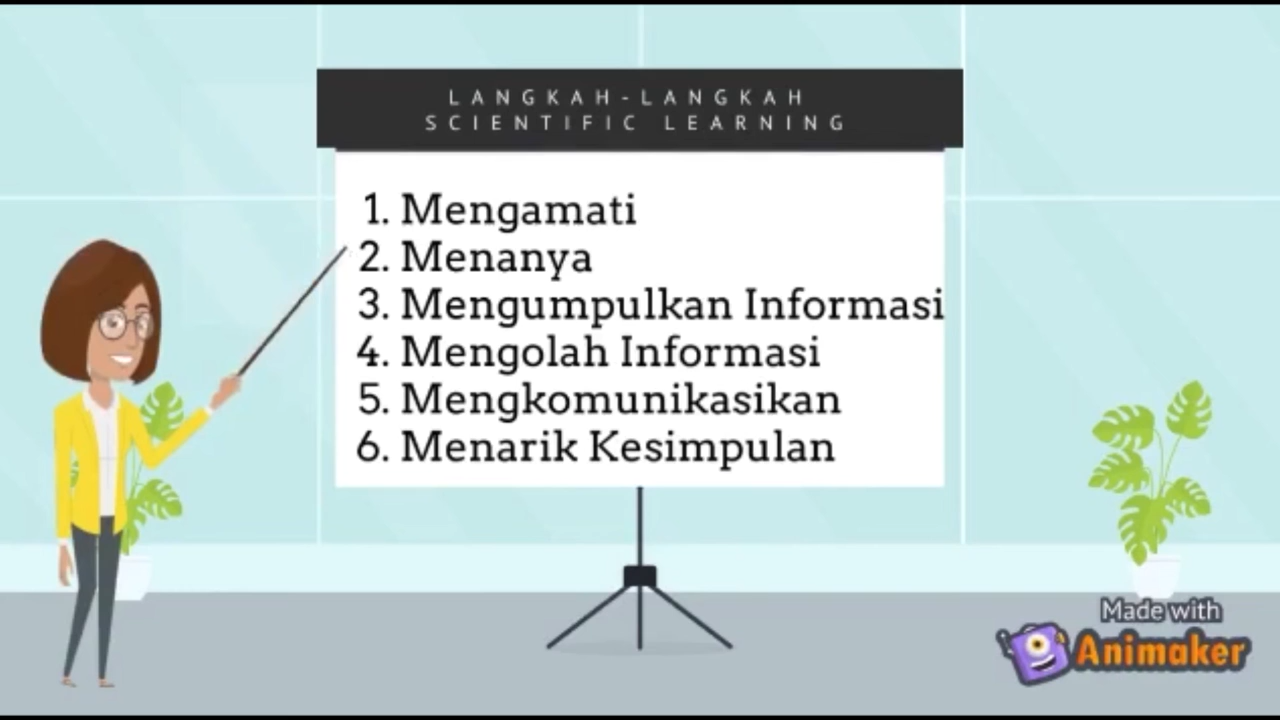 LANGKAH-LANGKAH
SCIENTIFIC LEARNING
1. Mengamati
2. Menanya
3. Mengumpulkan Informasi
4. Mengolah Informasi
5. Mengkomunikasikan
6. Menarik Kesimpulan
Made with
Animaker